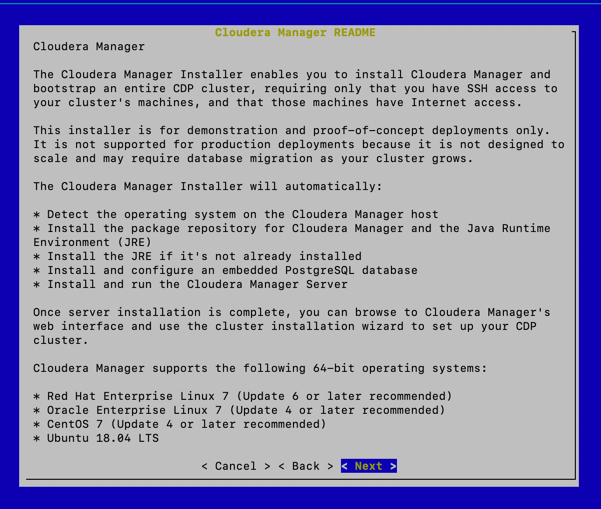 Cloudera Manager README
Cloudera Manager
The Cloudera Manager Installer enables you to install Cloudera Manager and
bootstrap an entire CDP cluster, requiring only that you have SSH access to
your cluster's machines, and that those machines have Internet access.
This installer is for demonstration and proof-of-concept deployments only.
It is not supported for production deployments because it is not designed to
scale and may require database migration as your cluster grows.
The Cloudera Manager Installer will automatically:
* Detect the operating system on the Cloudera Manager host
* Install the package repository for Cloudera Manager and the Java Runtime
Environment (JRE)
* Install the JRE if it's not already installed
* Install and configure an embedded PostgreSQL database
* Install and run the Cloudera Manager Server
Once server installation is complete, you can browse to Cloudera Manager's
web interface and use the cluster installation wizard to set up your CDP
cluster.
Cloudera Manager supports the following 64-bit operating systems:
* Red Hat Enterprise Linux 7 (Update 6 or later recommended)
* Oracle Enterprise Linux 7 (Update 4 or later recommended)
* CentOS 7 (Update 4 or later recommended)
* Ubuntu 18.04 LTS
< Cancel > < Back > < Next >